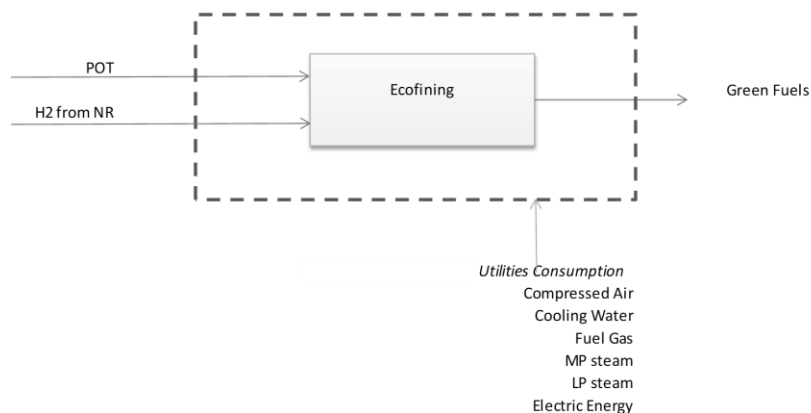 POT
Ecofining
Green Fuels
H2 from NR
Utilities Consumption
Compressed Air
Cooling Water
Fuel Gas
MP steam
LP steam
Electric Energy